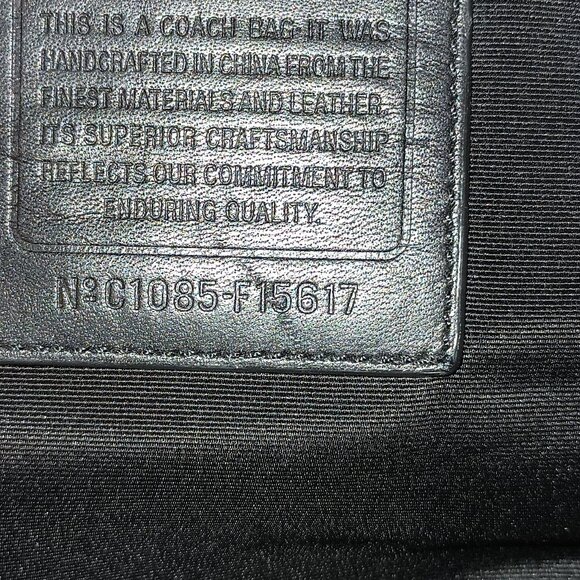 THIS IS A COACH BAG. IT WAS
HANDCRAFTED IN CHINA FROM THE
FINEST MATERIALS AND LEATHER.
ITS SUPERIOR CRAFTSMANSHIP
REFLECTS OUR COMMITMENT TO
ENDURING QUALITY.
Nº C1085-F15617